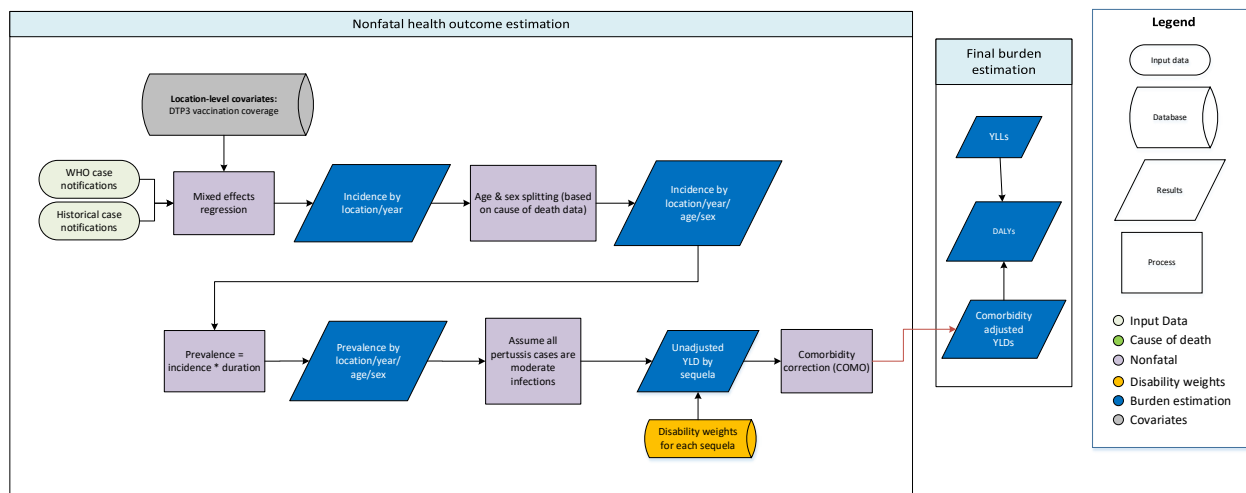 Nonfatal health outcome estimation
Location-level covariates:
DTP3 vaccination coverage
WHO case
notifications
Historical case
notifications
Mixed effects
regression
Incidence by
location/year
Age & sex splitting (based
on cause of death data)
Incidence by
location/year/
age/sex
Prevalence =
incidence * duration
Prevalence by
location/year/
age/sex
Assume all
pertussis cases are
moderate
infections
Unadjusted
YLD by
sequela
Disability weights
for each sequela
Comorbidity
correction (COMO)
Final burden
estimation
YLLs
DALYs
Comorbidity
adjusted
YLDs
Legend
Input data
Database
Results
Process
Input Data
Cause of death
Nonfatal
Disability weights
Burden estimation
Covariates